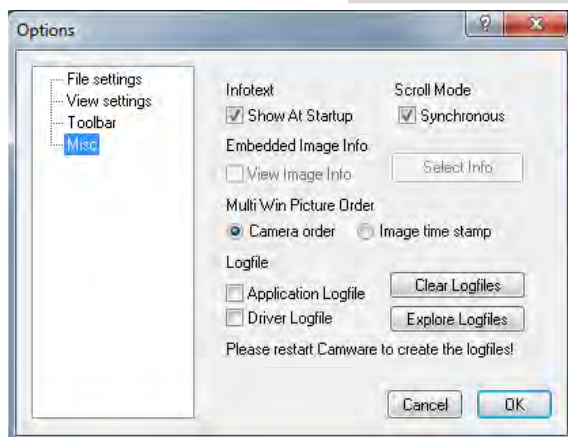 Options
File settings
View settings
Toolbar
Misc
Infotext
Scroll Mode
Show At Startup
Synchronous
Embedded Image Info
View Image Info
Select Info
Multi Win Picture Order
Camera order
Image time stamp
Logfile
Application Logfile
Clear Logfiles
Driver Logfile
Explore Logfiles
Please restart Camware to create the logfiles!
Cancel
OK